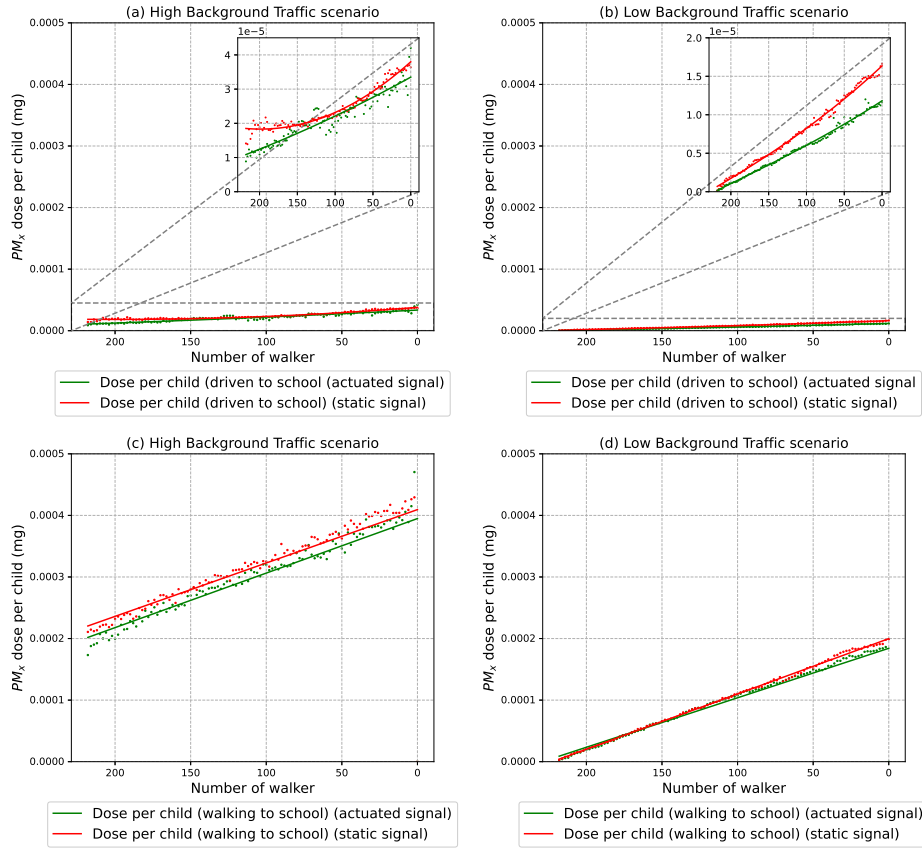 (a) High Background Traffic scenario
0.0005
0.0004
0.0003
0.0002
0.0001
0.0000
PMx dose per child (mg)
1e−5
4
3
2
1
0
200 150 100 50 0
200 150 100 50 0
Number of walker
Dose per child (driven to school) (actuated signal)
Dose per child (driven to school) (static signal)
(b) Low Background Traffic scenario
0.0005
0.0004
0.0003
0.0002
0.0001
0.0000
PMx dose per child (mg)
1e−5
2.0
1.5
1.0
0.5
0.0
200 150 100 50 0
200 150 100 50 0
Number of walker
Dose per child (driven to school) (actuated signal
Dose per child (driven to school) (static signal)
(c) High Background Traffic scenario
0.0005
0.0004
0.0003
0.0002
0.0001
0.0000
PMx dose per child (mg)
200 150 100 50 0
Number of walker
Dose per child (walking to school) (actuated signal)
Dose per child (walking to school) (static signal)
(d) Low Background Traffic scenario
0.0005
0.0004
0.0003
0.0002
0.0001
0.0000
PMx dose per child (mg)
200 150 100 50 0
Number of walker
Dose per child (walking to school) (actuated signal)
Dose per child (walking to school) (static signal)